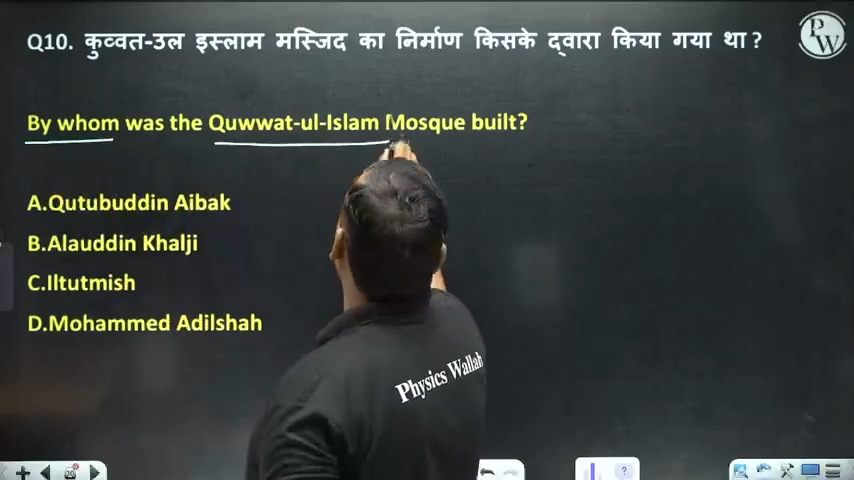 Q10. कुव्वत-उल इस्लाम मस्जिद का निर्माण किसके द्वारा किया गया था ?
By whom was the Quwwat-ul-Islam Mosque built?
A.Qutubuddin Aibak
B.Alauddin Khalji
C.Iltutmish
D.Mohammed Adilshah
Physics Wallah
PW